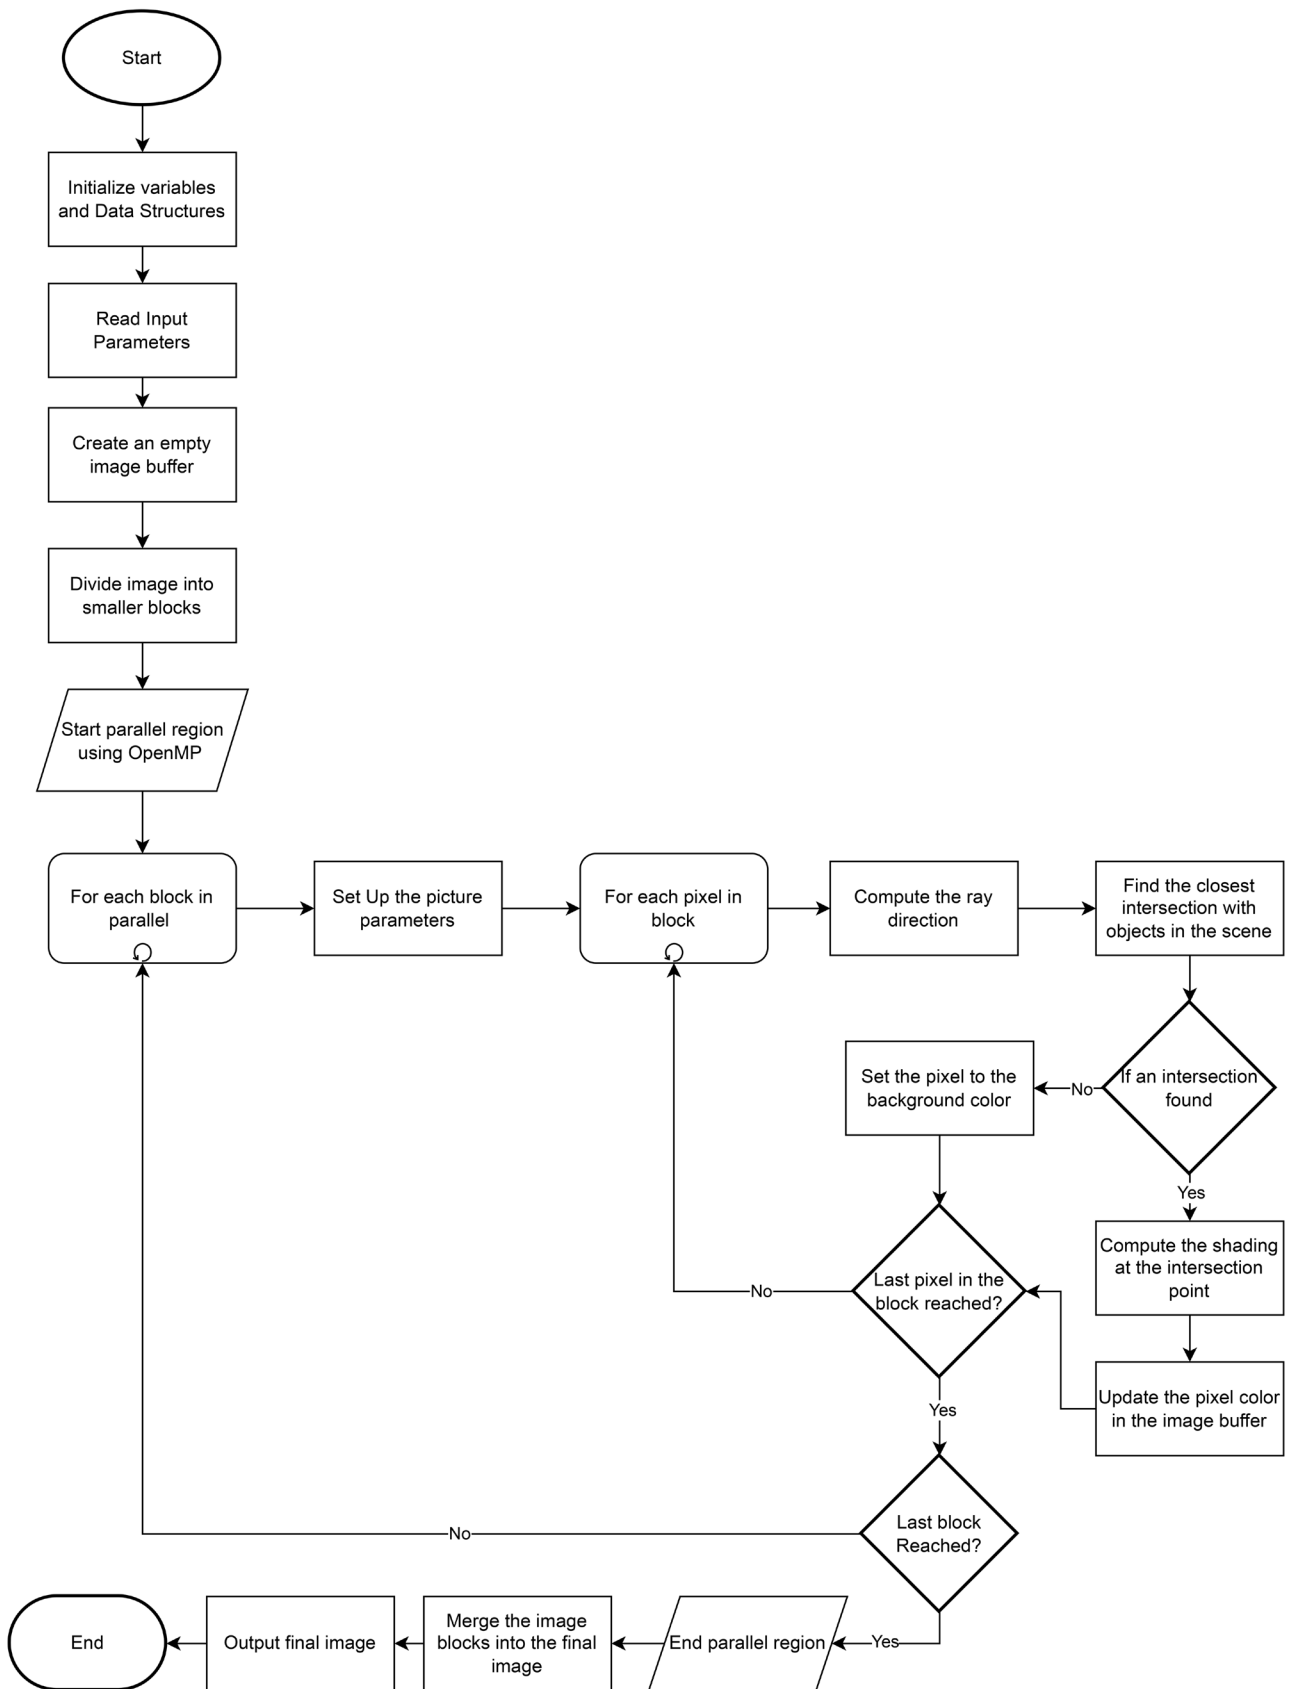 Start
Initialize variables
and Data Structures
Read Input
Parameters
Create an empty
image buffer
Divide image into
smaller blocks
Start parallel region
using OpenMP
For each block in
parallel
Set Up the picture
parameters
For each pixel in
block
Compute the ray
direction
Find the closest
intersection with
objects in the scene
If an intersection
found
No
Set the pixel to the
background color
Yes
Compute the shading
at the intersection
point
Update the pixel color
in the image buffer
Last pixel in the
block reached?
No
Yes
Last block
Reached?
No
Yes
End parallel region
Merge the image
blocks into the final
image
Output final image
End